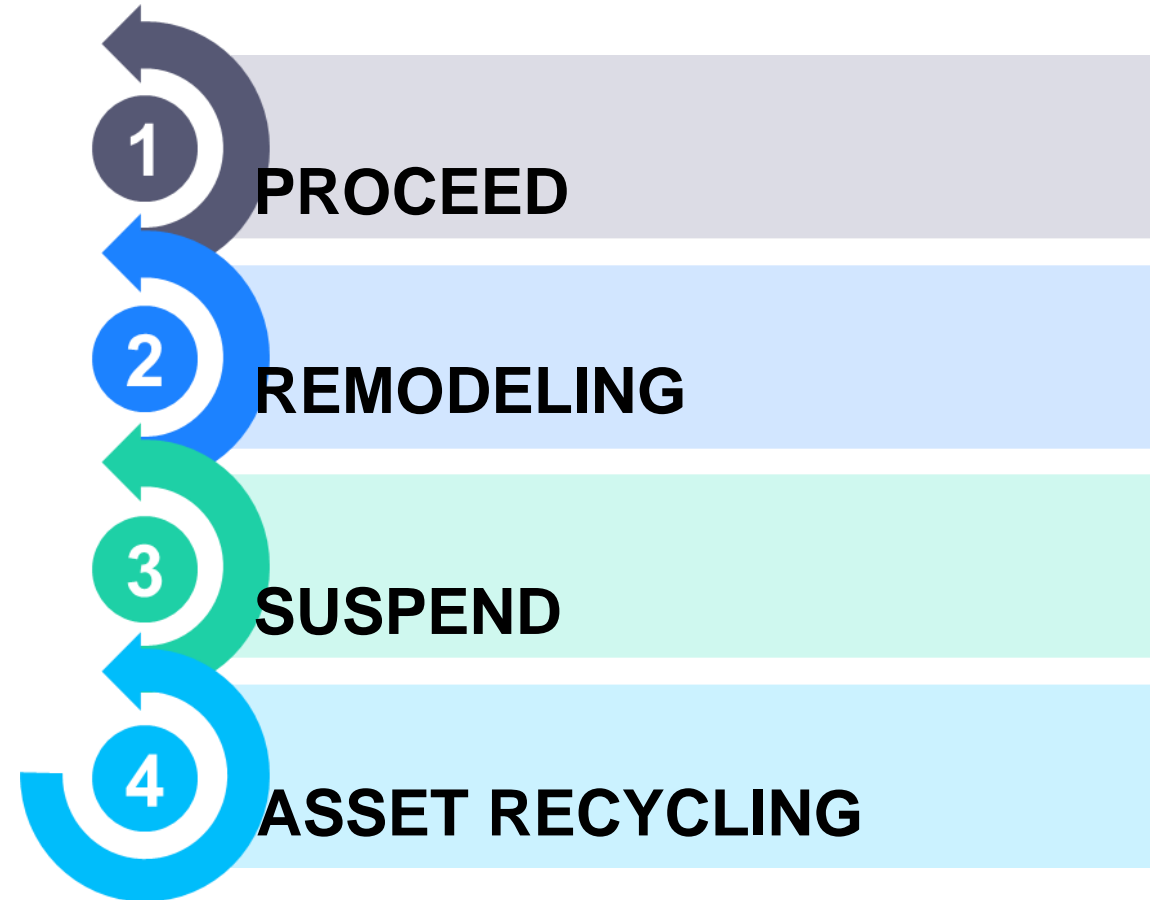 1
PROCEED
2
REMODELING
3
SUSPEND
4
ASSET RECYCLING